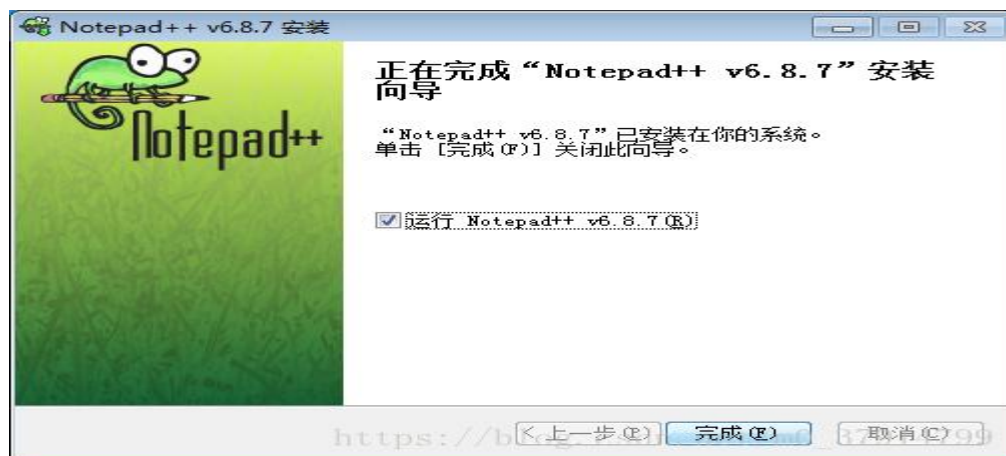 Notepad++ v6.8.7 安装
Notepad++
正在完成“Notepad++ v6.8.7”安装
向导
“Notepad++ v6.8.7”已安装在你的系统。
单击 [完成(F)] 关闭此向导。
运行 Notepad++ v6.8.7(R)
< 上一步(P) 完成(F) 取消(C)